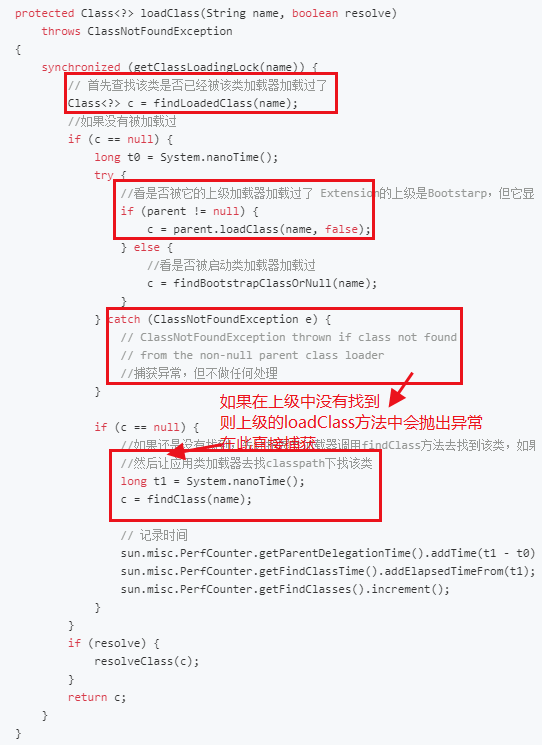 protected Class<?> loadClass(String name, boolean resolve)
throws ClassNotFoundException
{
synchronized (getClassLoadingLock(name)) {
// 首先查找该类是否已经被该类加载器加载过了
Class<?> c = findLoadedClass(name);
//如果没有被加载过
if (c == null) {
long t0 = System.nanoTime();
try {
//看是否被它的上级加载器加载过了 Extension的上级是Bootstarp，但它显
if (parent != null) {
c = parent.loadClass(name, false);
} else {
//看是否被启动类加载器加载过
c = findBootstrapClassOrNull(name);
}
} catch (ClassNotFoundException e) {
// ClassNotFoundException thrown if class not found
// from the non-null parent class loader
//捕获异常，但不做任何处理
}
如果在上级中没有找到
则上级的loadClass方法中会抛出异常
在此直接捕获
if (c == null) {
//如果还是没有找到 载器调用findClass方法去找到该类，如果
//然后让应用类加载器去找classpath下找该类
long t1 = System.nanoTime();
c = findClass(name);
// 记录时间
sun.misc.PerfCounter.getParentDelegationTime().addTime(t1 - t0)
sun.misc.PerfCounter.getFindClassTime().addElapsedTimeFrom(t1);
sun.misc.PerfCounter.getFindClasses().increment();
}
}
if (resolve) {
resolveClass(c);
}
return c;
}
}